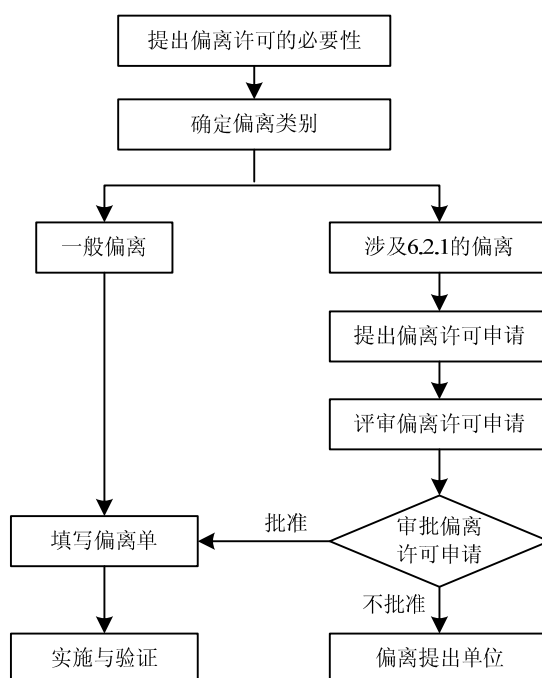 提出偏离许可的必要性
确定偏离类别
一般偏离
涉及6.2.1的偏离
提出偏离许可申请
评审偏离许可申请
审批偏离
许可申请
批准
填写偏离单
不批准
实施与验证
偏离提出单位